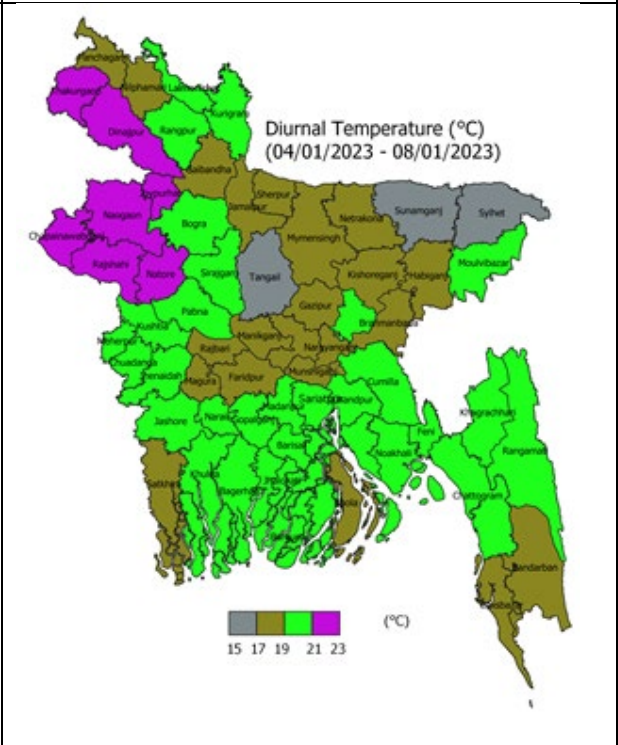 Diurnal Temperature (°C)
(04/01/2023 - 08/01/2023)
Panchagarh
Thakurgaon
Nilphamari
Lalmonirhat
Dinajpur
Rangpur
Kurigram
Gaibandha
Joypurhat
Naogaon
Bogra
Jamalpur
Sherpur
Netrakona
Sunamganj
Sylhet
Mymensingh
Chapainawabganj
Rajshahi
Natore
Sirajganj
Tangail
Kishoreganj
Habiganj
Moulvibazar
Pabna
Gazipur
Brahmanbaria
Kushtia
Meherpur
Chuadanga
Jhenaidah
Rajbari
Manikganj
Narayanganj
Magura
Faridpur
Munshiganj
Cumilla
Jashore
Narail
Gopalganj
Madaripur
Sariatpur
Chandpur
Khagrachhari
Rangamati
Feni
Noakhali
Barisal
Satkhira
Khulna
Bagerhat
Bhola
Chattogram
Bandarban
(°C)
15 17 19 21 23